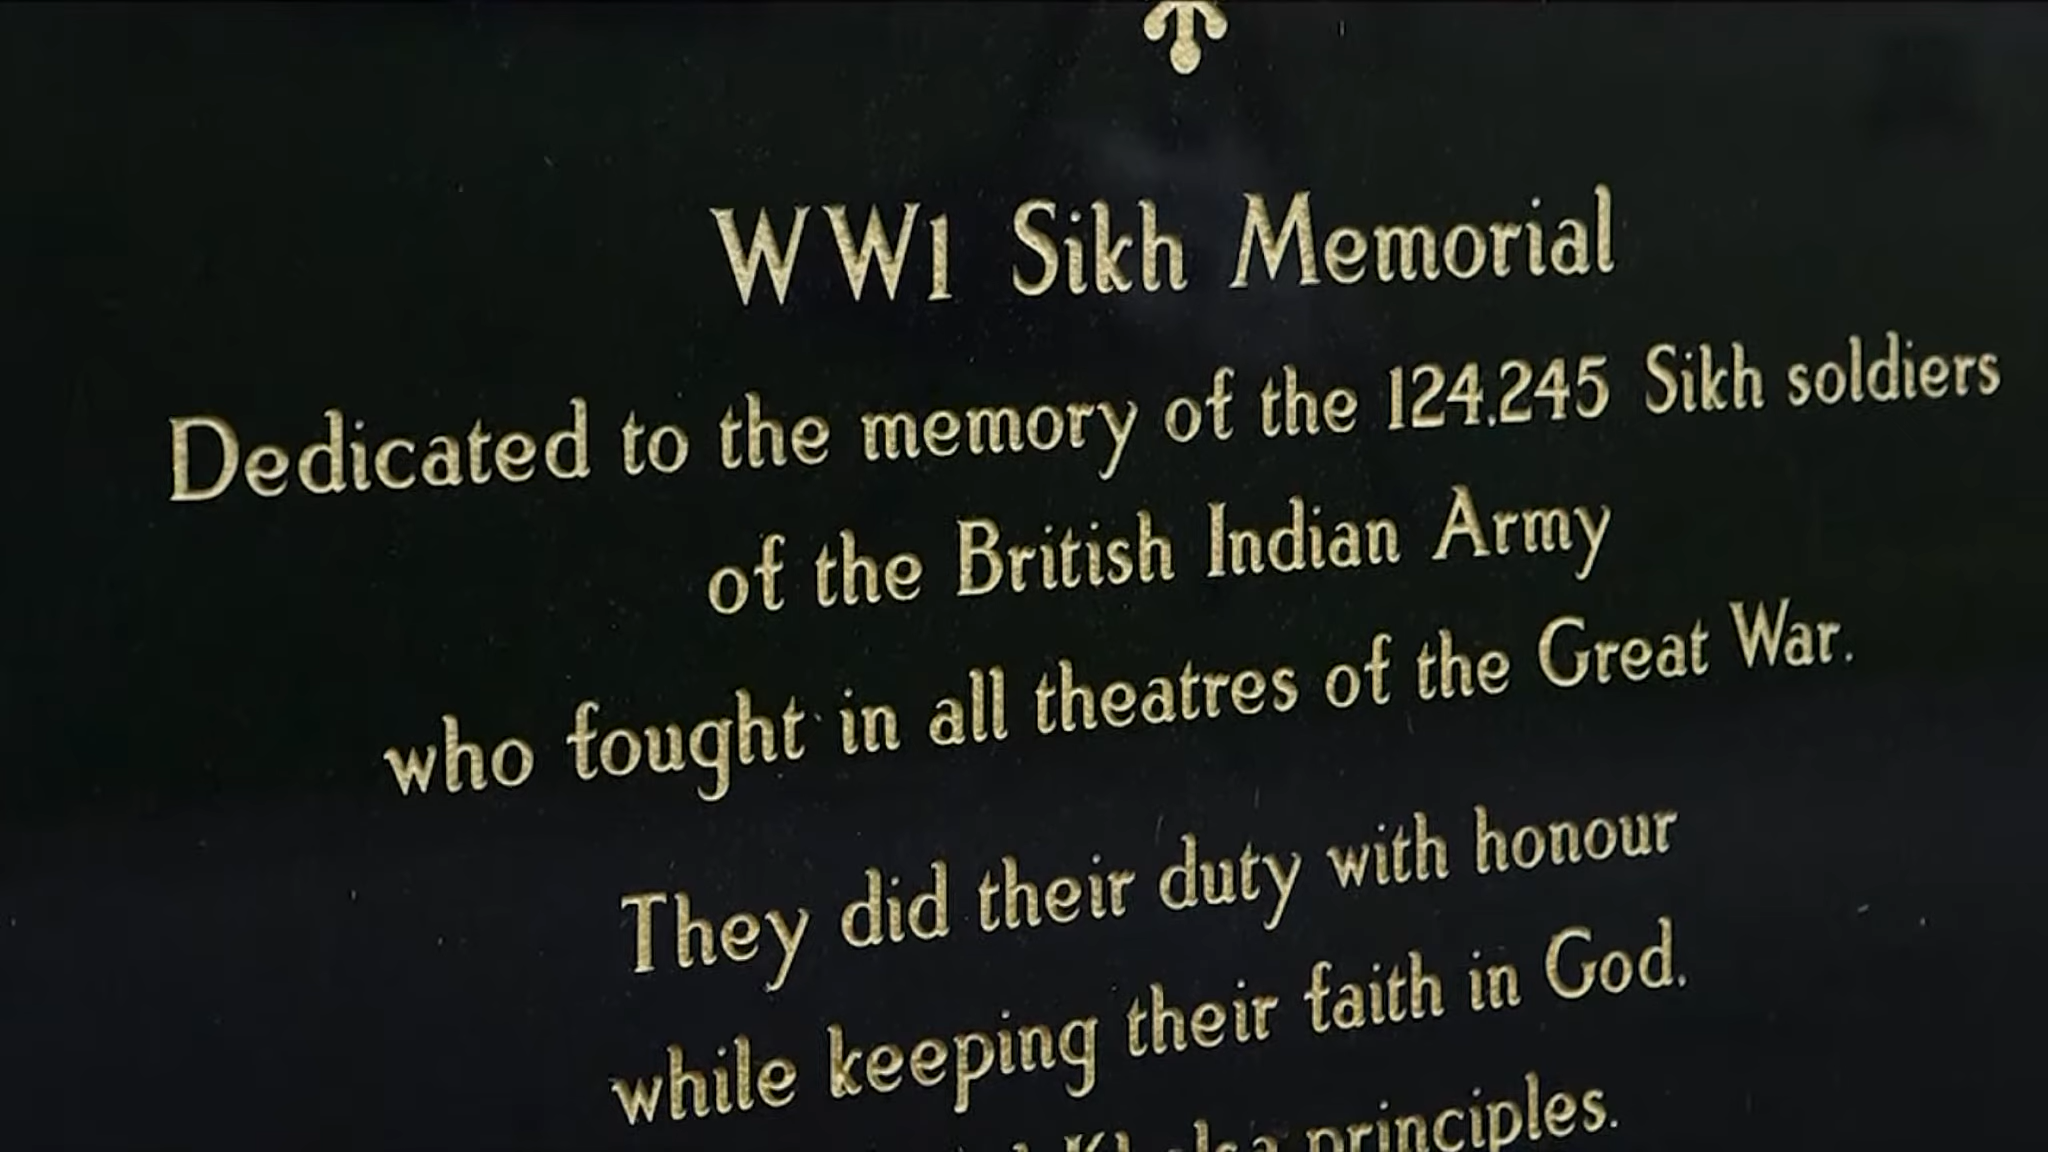 WW1 Sikh Memorial
Dedicated to the memory of the 124,245 Sikh soldiers
of the British Indian Army
who fought in all theatres of the Great War.
They did their duty with honour
while keeping their faith in God.
Khalsa principles.